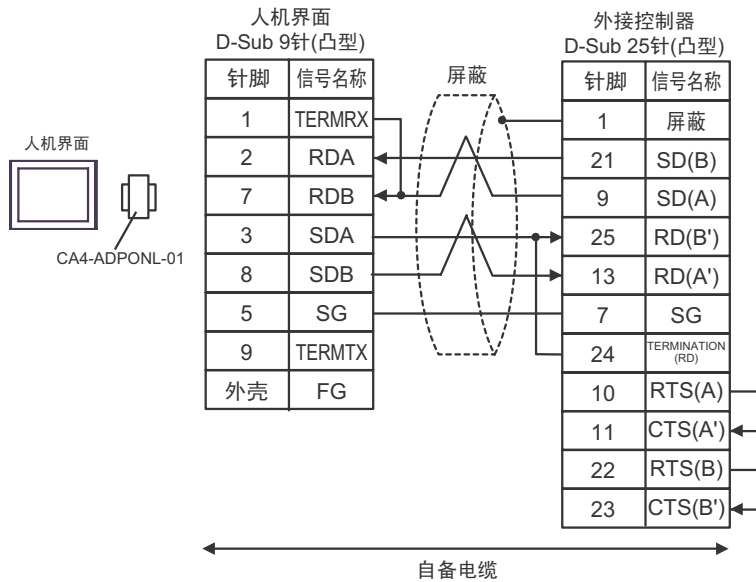 人机界面
D-Sub 9针(凸型)
针脚 信号名称
1 TERMRX
2 RDA
7 RDB
3 SDA
8 SDB
5 SG
9 TERMTX
外壳 FG
屏蔽
外接控制器
D-Sub 25针(凸型)
针脚 信号名称
1 屏蔽
21 SD(B)
9 SD(A)
25 RD(B')
13 RD(A')
7 SG
24 TERMINATION
(RD)
10 RTS(A)
11 CTS(A')
22 RTS(B)
23 CTS(B')
人机界面
CA4-ADPONL-01
自备电缆